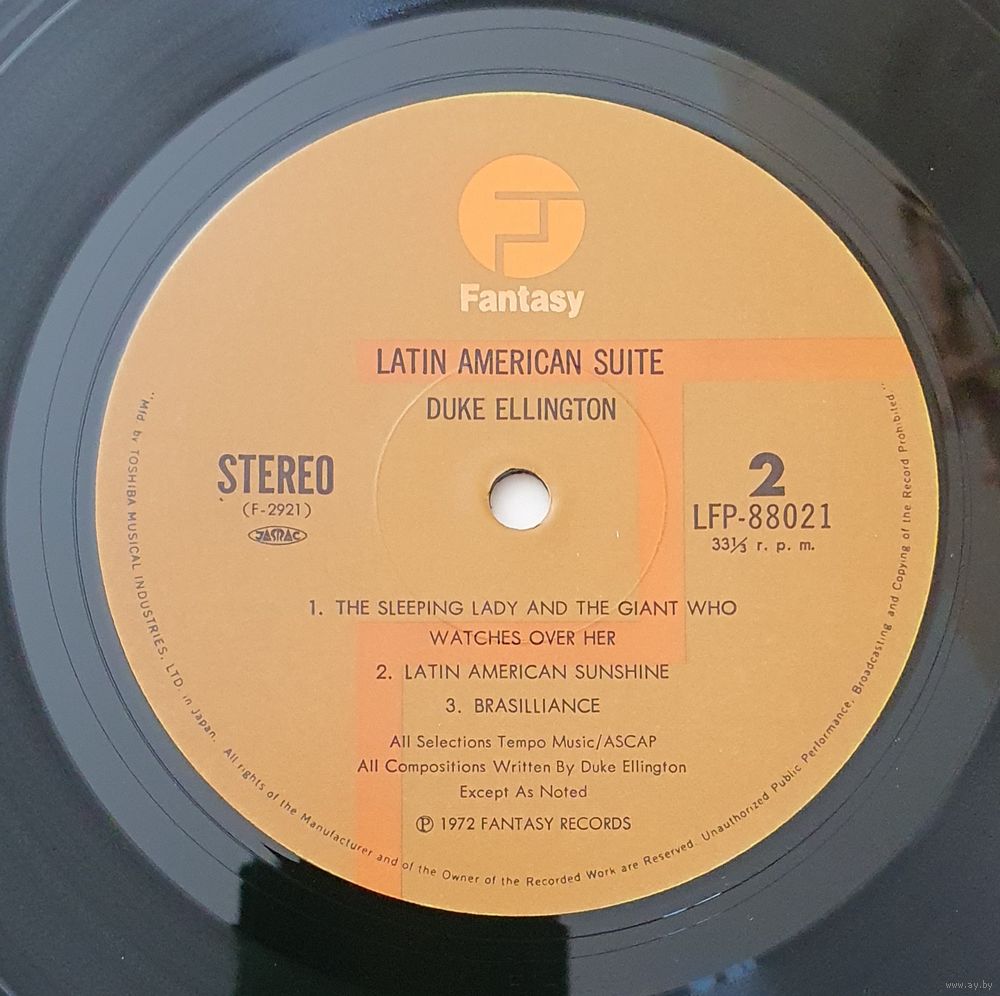 Fantasy
LATIN AMERICAN SUITE
DUKE ELLINGTON
STEREO
(F-2921)
JASRAC
2
LFP-88021
33⅓ r. p. m.
1. THE SLEEPING LADY AND THE GIANT WHO
WATCHES OVER HER
2. LATIN AMERICAN SUNSHINE
3. BRASILLIANCE
All Selections Tempo Music/ASCAP
All Compositions Written By Duke Ellington
Except As Noted
Ⓟ 1972 FANTASY RECORDS
"Mfd. by TOSHIBA MUSICAL INDUSTRIES, LTD. in Japan. All rights of the Manufacturer and of the Owner of the Recorded Work are Reserved. Unauthorized Public Performance, Broadcasting and Copying of the Record Prohibited."
www.ay.by